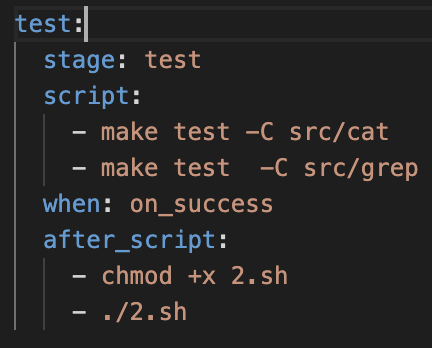 test:
  stage: test
  script:
    - make test -C src/cat
    - make test  -C src/grep
  when: on_success
  after_script:
    - chmod +x 2.sh
    - ./2.sh